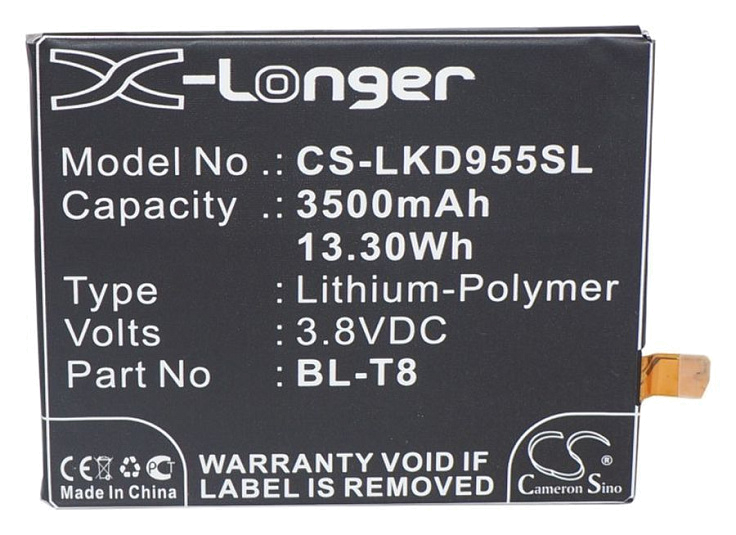 X-Longer
Model No .: CS-LKD955SL
Capacity .: 3500mAh
13.30Wh
Type : Lithium-Polymer
Volts : 3.8VDC
Part No : BL-T8
CE PCT
Made In China
WARRANTY VOID IF
LABEL IS REMOVED
CS ®
Cameron Sino